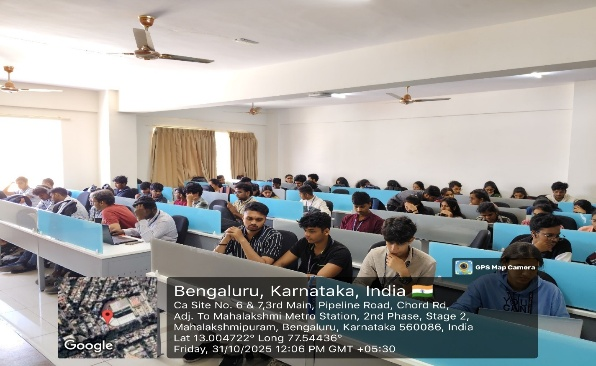 GPS Map Camera
Bengaluru, Karnataka, India 🇮🇳
Ca Site No. 6 & 7,3rd Main, Pipeline Road, Chord Rd,
Adj. To Mahalakshmi Metro Station, 2nd Phase, Stage 2,
Mahalakshmipuram, Bengaluru, Karnataka 560086, India
Lat 13.004722° Long 77.54436°
Friday, 31/10/2025 12:06 PM GMT +05:30
Google